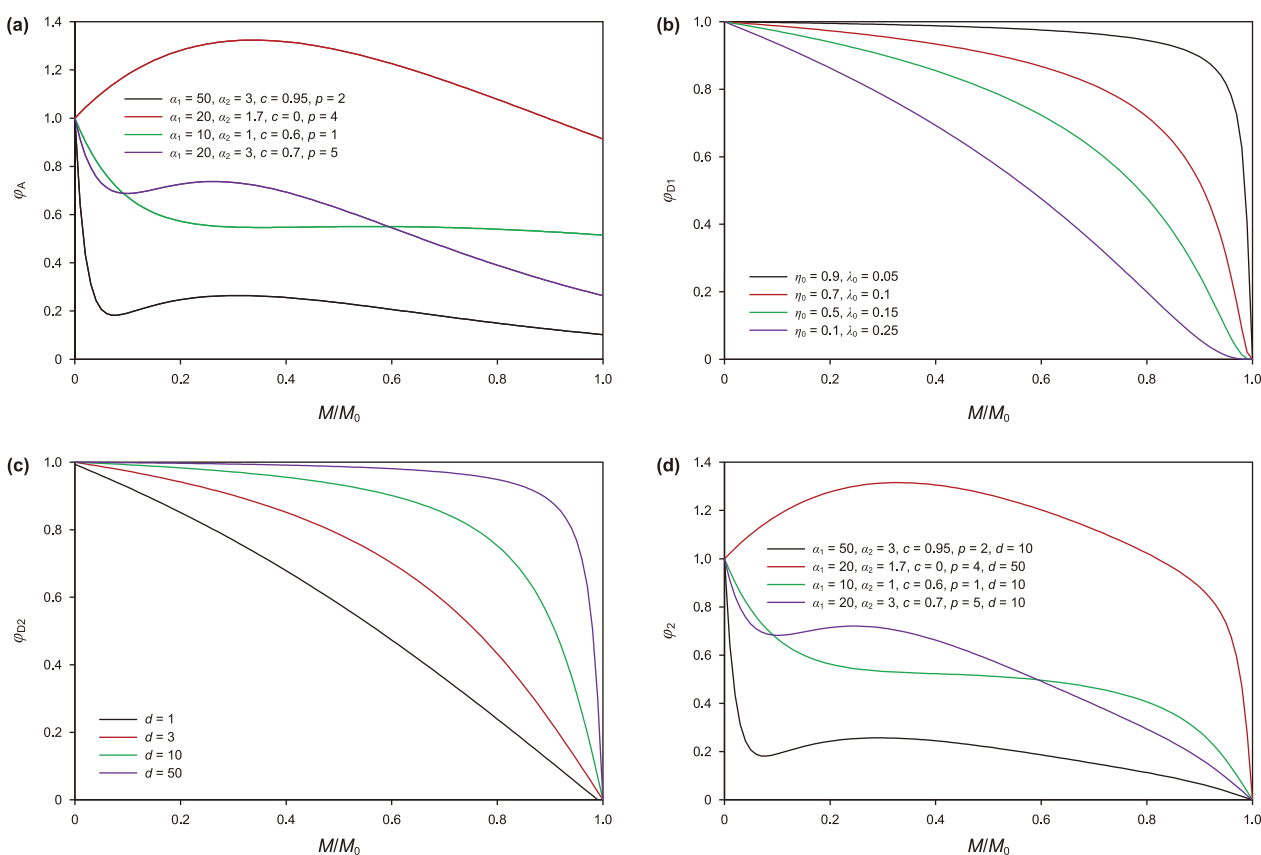 (a)
1.4
1.2
1.0
0.8
0.6
0.4
0.2
0
φA
α1 = 50, α2 = 3, c = 0.95, p = 2
α1 = 20, α2 = 1.7, c = 0, p = 4
α1 = 10, α2 = 1, c = 0.6, p = 1
α1 = 20, α2 = 3, c = 0.7, p = 5
0 0.2 0.4 0.6 0.8 1.0
M/M0
(b)
1.0
0.8
0.6
0.4
0.2
0
φD1
η0 = 0.9, λ0 = 0.05
η0 = 0.7, λ0 = 0.1
η0 = 0.5, λ0 = 0.15
η0 = 0.1, λ0 = 0.25
0 0.2 0.4 0.6 0.8 1.0
M/M0
(c)
1.0
0.8
0.6
0.4
0.2
0
φD2
d = 1
d = 3
d = 10
d = 50
0 0.2 0.4 0.6 0.8 1.0
M/M0
(d)
1.4
1.2
1.0
0.8
0.6
0.4
0.2
0
φ2
α1 = 50, α2 = 3, c = 0.95, p = 2, d = 10
α1 = 20, α2 = 1.7, c = 0, p = 4, d = 50
α1 = 10, α2 = 1, c = 0.6, p = 1, d = 10
α1 = 20, α2 = 3, c = 0.7, p = 5, d = 10
0 0.2 0.4 0.6 0.8 1.0
M/M0